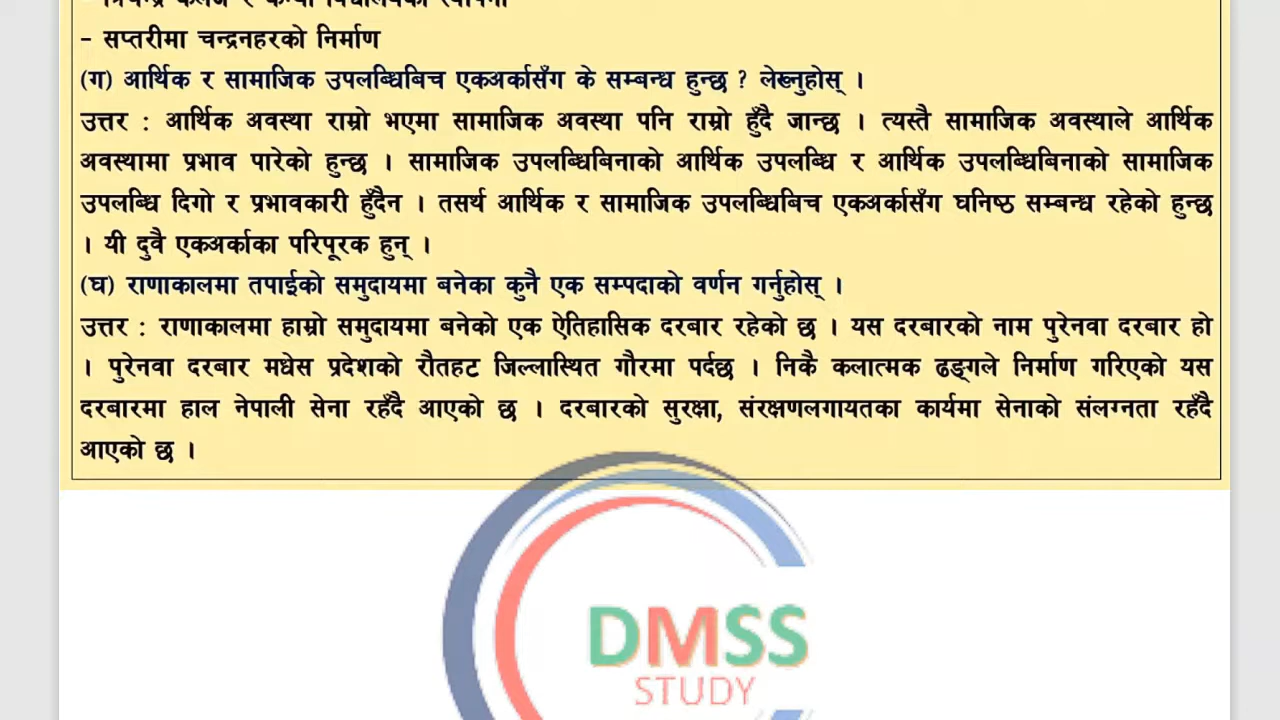 – सप्तरीमा चन्द्रनहरको निर्माण
(ग) आर्थिक र सामाजिक उपलब्धिबिच एकअर्कासँग के सम्बन्ध हुन्छ ? लेख्नुहोस् ।
उत्तर : आर्थिक अवस्था राम्रो भएमा सामाजिक अवस्था पनि राम्रो हुँदै जान्छ । त्यस्तै सामाजिक अवस्थाले आर्थिक
अवस्थामा प्रभाव पारेको हुन्छ । सामाजिक उपलब्धिबिनाको आर्थिक उपलब्धि र आर्थिक उपलब्धिबिनाको सामाजिक
उपलब्धि दिगो र प्रभावकारी हुँदैन । तसर्थ आर्थिक र सामाजिक उपलब्धिबिच एकअर्कासँग घनिष्ठ सम्बन्ध रहेको हुन्छ
। यी दुवै एकअर्काका परिपूरक हुन् ।
(घ) राणाकालमा तपाईको समुदायमा बनेका कुनै एक सम्पदाको वर्णन गर्नुहोस् ।
उत्तर : राणाकालमा हाम्रो समुदायमा बनेको एक ऐतिहासिक दरबार रहेको छ । यस दरबारको नाम पुरेनवा दरबार हो
। पुरेनवा दरबार मधेस प्रदेशको रौतहट जिल्लास्थित गौरमा पर्दछ । निकै कलात्मक ढङ्गले निर्माण गरिएको यस
दरबारमा हाल नेपाली सेना रहँदै आएको छ । दरबारको सुरक्षा, संरक्षणलगायतका कार्यमा सेनाको संलग्नता रहँदै
आएको छ ।
DMSS
STUDY